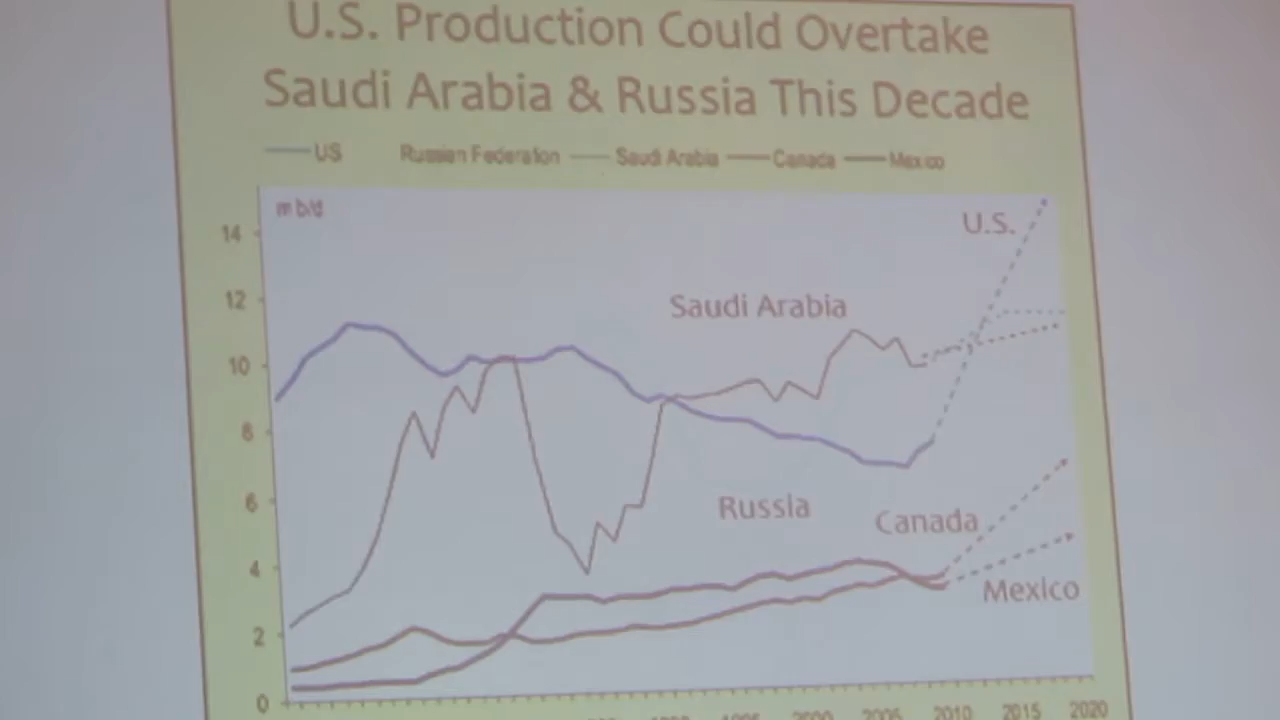 U.S. Production Could Overtake
Saudi Arabia & Russia This Decade
US Russian Federation Saudi Arabia Canada Mexico
mb/d
14
12
10
8
6
4
2
0
U.S.
Saudi Arabia
Russia
Canada
Mexico
2000 2005 2010 2015 2020